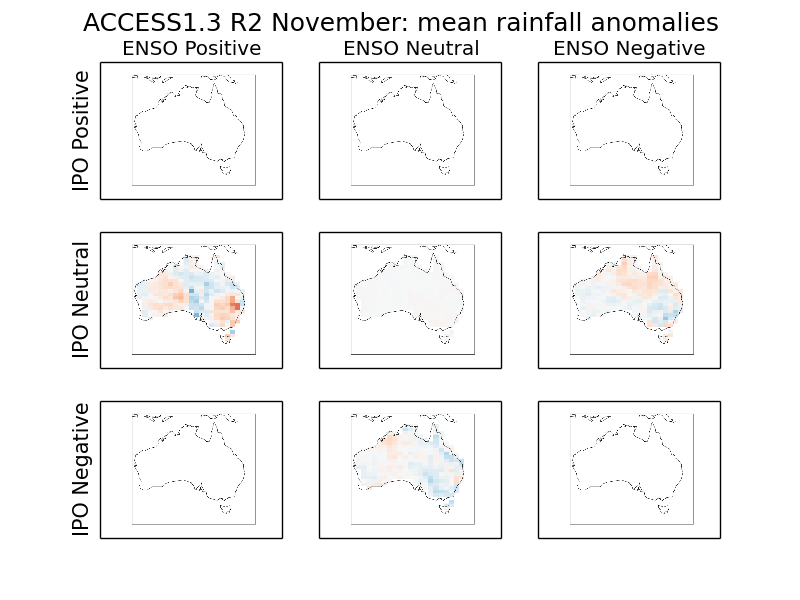 ACCESS1.3 R2 November: mean rainfall anomalies
ENSO Positive
ENSO Neutral
ENSO Negative
IPO Positive
IPO Neutral
IPO Negative